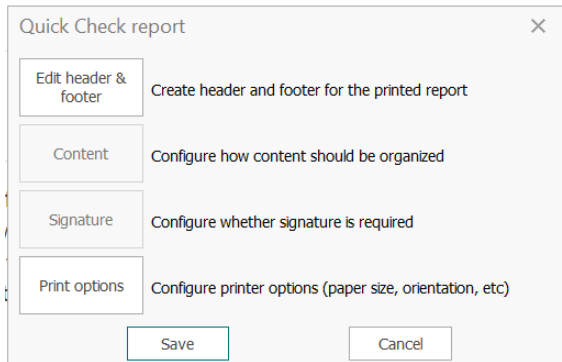 Quick Check report
Edit header &
footer
Create header and footer for the printed report
Content
Configure how content should be organized
Signature
Configure whether signature is required
Print options
Configure printer options (paper size, orientation, etc)
Save
Cancel